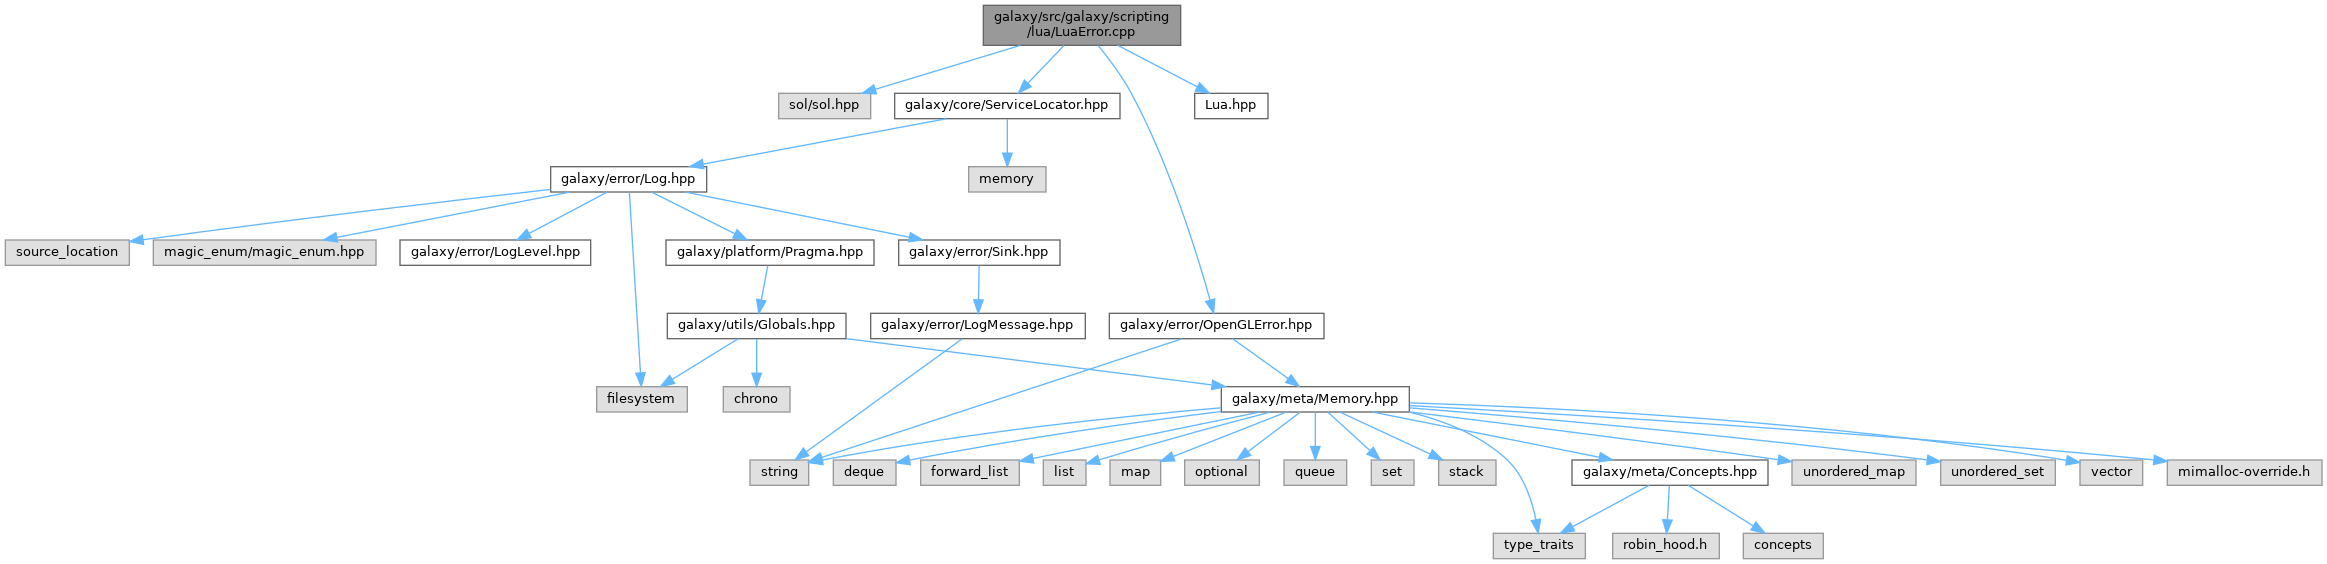 galaxy/src/galaxy/scripting
/lua/LuaError.cpp
sol/sol.hpp
galaxy/core/ServiceLocator.hpp
Lua.hpp
galaxy/error/Log.hpp
memory
source_location
magic_enum/magic_enum.hpp
galaxy/error/LogLevel.hpp
galaxy/platform/Pragma.hpp
galaxy/error/Sink.hpp
galaxy/utils/Globals.hpp
galaxy/error/LogMessage.hpp
galaxy/error/OpenGLError.hpp
filesystem
chrono
galaxy/meta/Memory.hpp
string
deque
forward_list
list
map
optional
queue
set
stack
galaxy/meta/Concepts.hpp
unordered_map
unordered_set
vector
mimalloc-override.h
type_traits
robin_hood.h
concepts